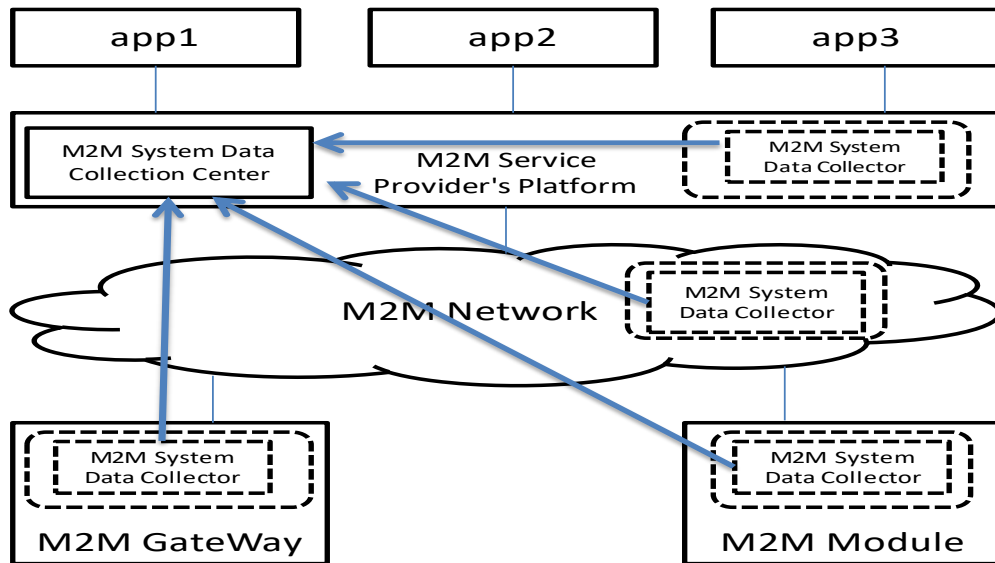 app1
app2
app3
M2M System Data
Collection Center
M2M Service
Provider's Platform
M2M System
Data Collector
M2M Network
M2M System
Data Collector
M2M System
Data Collector
M2M GateWay
M2M System
Data Collector
M2M Module